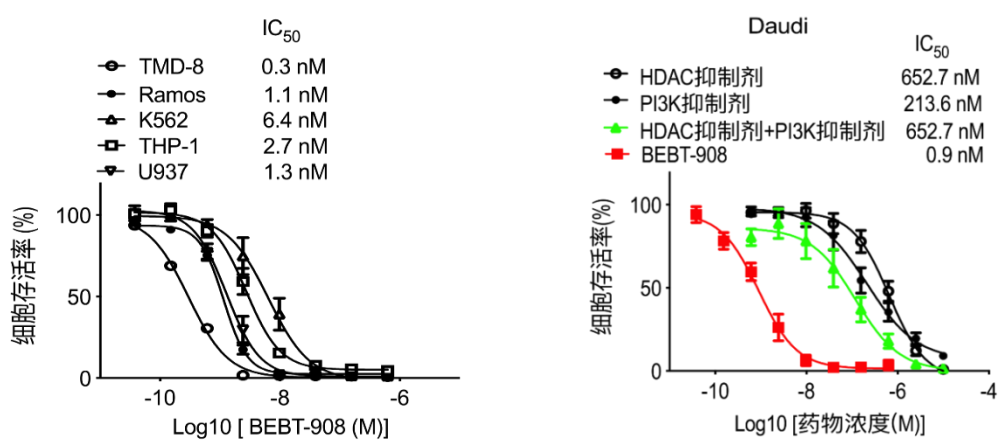 IC50
TMD-8 0.3 nM
Ramos 1.1 nM
K562 6.4 nM
THP-1 2.7 nM
U937 1.3 nM
100
50
0
-10 -8 -6
细胞存活率 (%)
Log10 [ BEBT-908 (M)]
Daudi
IC50
HDAC抑制剂 652.7 nM
PI3K抑制剂 213.6 nM
HDAC抑制剂+PI3K抑制剂 652.7 nM
BEBT-908 0.9 nM
100
50
0
-10 -8 -6 -4
细胞存活率(%)
Log10 [药物浓度(M)]